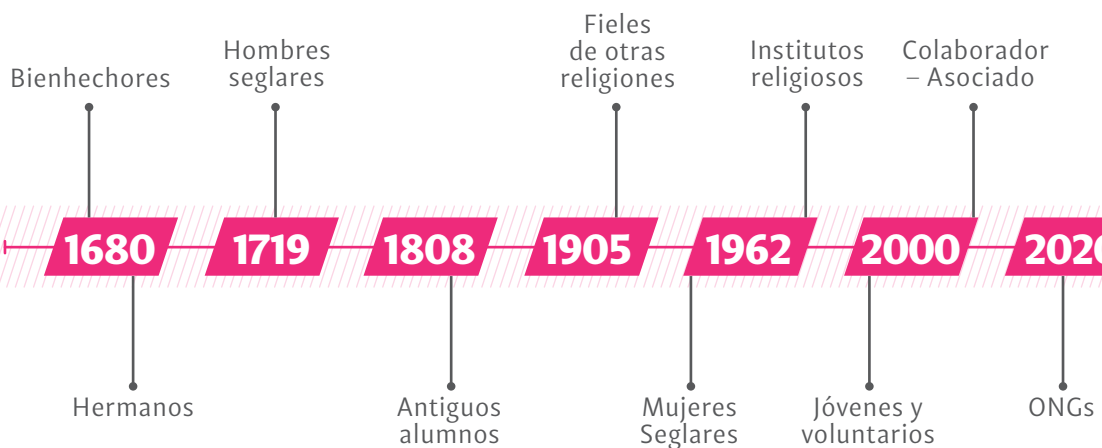 Bienhechores
Hombres
seglares
Fieles
de otras
religiones
Institutos
religiosos
Colaborador
– Asociado
1680
1719
1808
1905
1962
2000
2020
Hermanos
Antiguos
alumnos
Mujeres
Seglares
Jóvenes y
voluntarios
ONGs